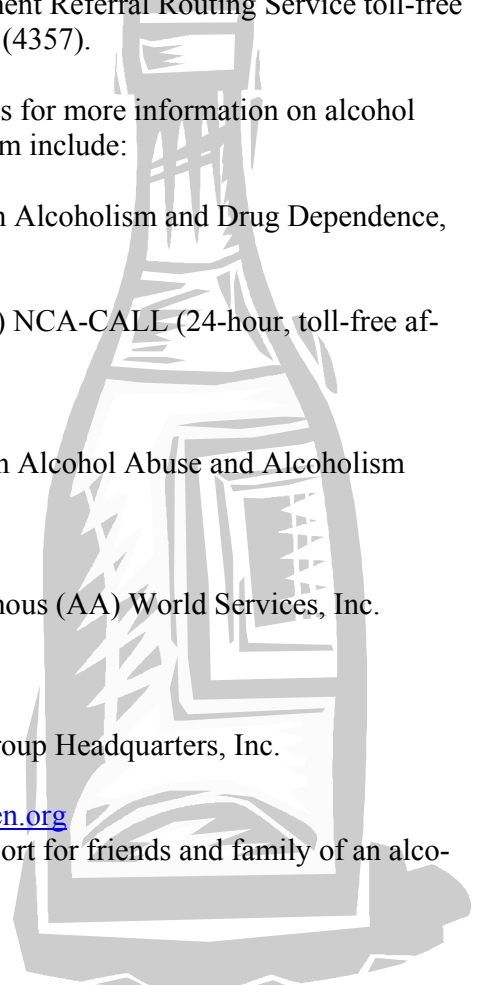 ent Referral Routing Service toll-free
(4357).
s for more information on alcohol
m include:
n Alcoholism and Drug Dependence,
) NCA-CALL (24-hour, toll-free af-
n Alcohol Abuse and Alcoholism
nous (AA) World Services, Inc.
roup Headquarters, Inc.
en.org
ort for friends and family of an alco-